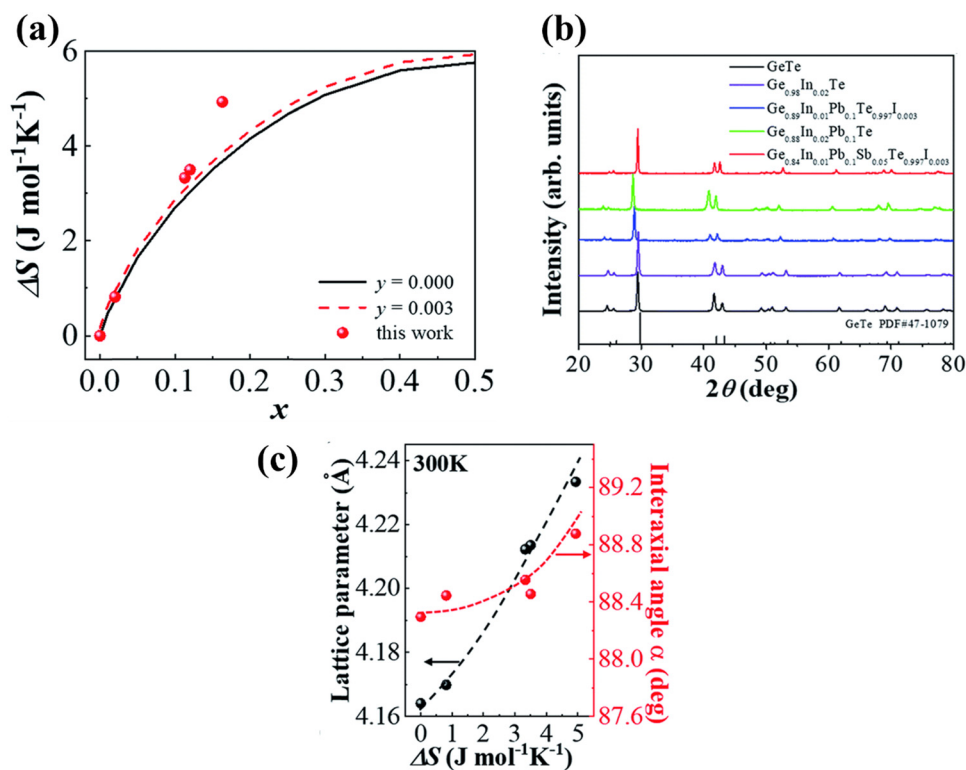 (a)
6
4
2
0
ΔS (J mol⁻¹K⁻¹)
y = 0.000
y = 0.003
this work
0.0 0.1 0.2 0.3 0.4 0.5
x
(b)
GeTe
Ge₀.₉₈In₀.₀₂Te
Ge₀.₈₉In₀.₀₁Pb₀.₁Te₀.₉₉₇I₀.₀₀₃
Ge₀.₈₈In₀.₀₂Pb₀.₁Te
Ge₀.₈₄In₀.₀₁Pb₀.₁Sb₀.₀₅Te₀.₉₉₇I₀.₀₀₃
Intensity (arb. units)
GeTe PDF#47-1079
20 30 40 50 60 70 80
2θ (deg)
(c)
300K
4.24
4.22
4.20
4.18
4.16
Lattice parameter (Å)
89.2
88.8
88.4
88.0
87.6
Interaxial angle α (deg)
0 1 2 3 4 5
ΔS (J mol⁻¹K⁻¹)